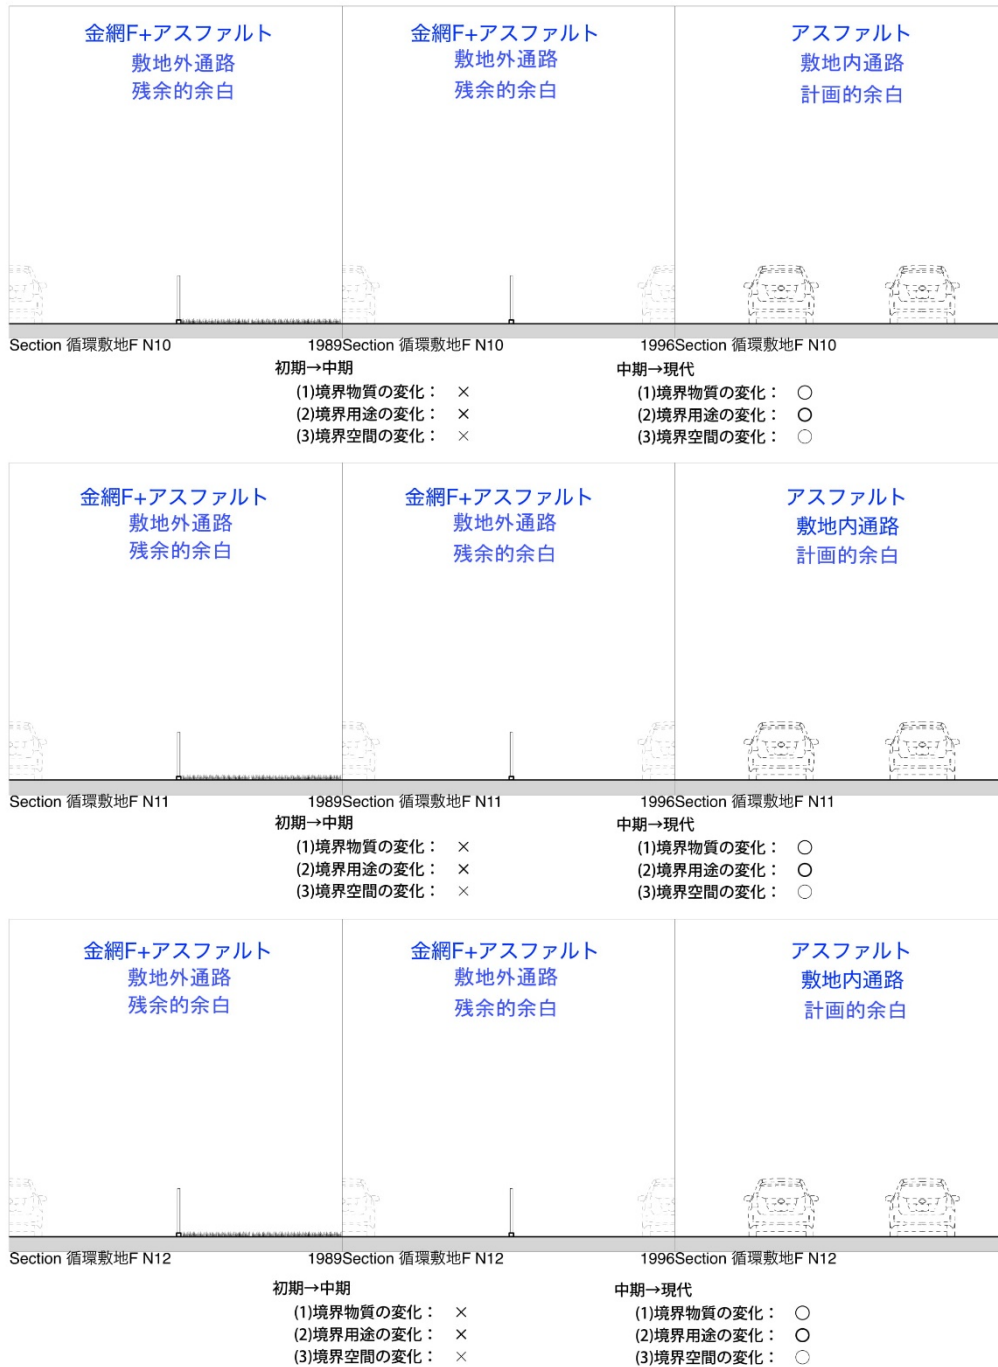 金網F+アスファルト
敷地外通路
残余的余白
金網F+アスファルト
敷地外通路
残余的余白
アスファルト
敷地内通路
計画的余白
Section 循環敷地F N10
1989Section 循環敷地F N10
1996Section 循環敷地F N10
初期→中期
(1)境界物質の変化： ×
(2)境界用途の変化： ×
(3)境界空間の変化： ×
中期→現代
(1)境界物質の変化： ○
(2)境界用途の変化： ○
(3)境界空間の変化： ○
金網F+アスファルト
敷地外通路
残余的余白
金網F+アスファルト
敷地外通路
残余的余白
アスファルト
敷地内通路
計画的余白
Section 循環敷地F N11
1989Section 循環敷地F N11
1996Section 循環敷地F N11
初期→中期
(1)境界物質の変化： ×
(2)境界用途の変化： ×
(3)境界空間の変化： ×
中期→現代
(1)境界物質の変化： ○
(2)境界用途の変化： ○
(3)境界空間の変化： ○
金網F+アスファルト
敷地外通路
残余的余白
金網F+アスファルト
敷地外通路
残余的余白
アスファルト
敷地内通路
計画的余白
Section 循環敷地F N12
1989Section 循環敷地F N12
1996Section 循環敷地F N12
初期→中期
(1)境界物質の変化： ×
(2)境界用途の変化： ×
(3)境界空間の変化： ×
中期→現代
(1)境界物質の変化： ○
(2)境界用途の変化： ○
(3)境界空間の変化： ○